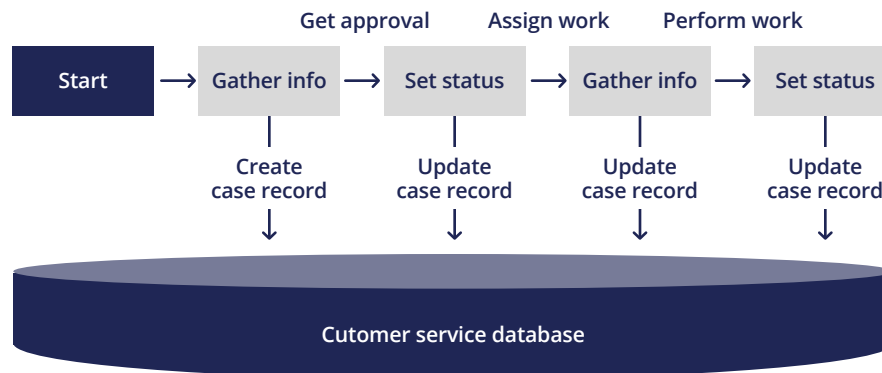 Get approval
Assign work
Perform work
Start
Gather info
Set status
Gather info
Set status
Create
case record
Update
case record
Update
case record
Update
case record
Cutomer service database